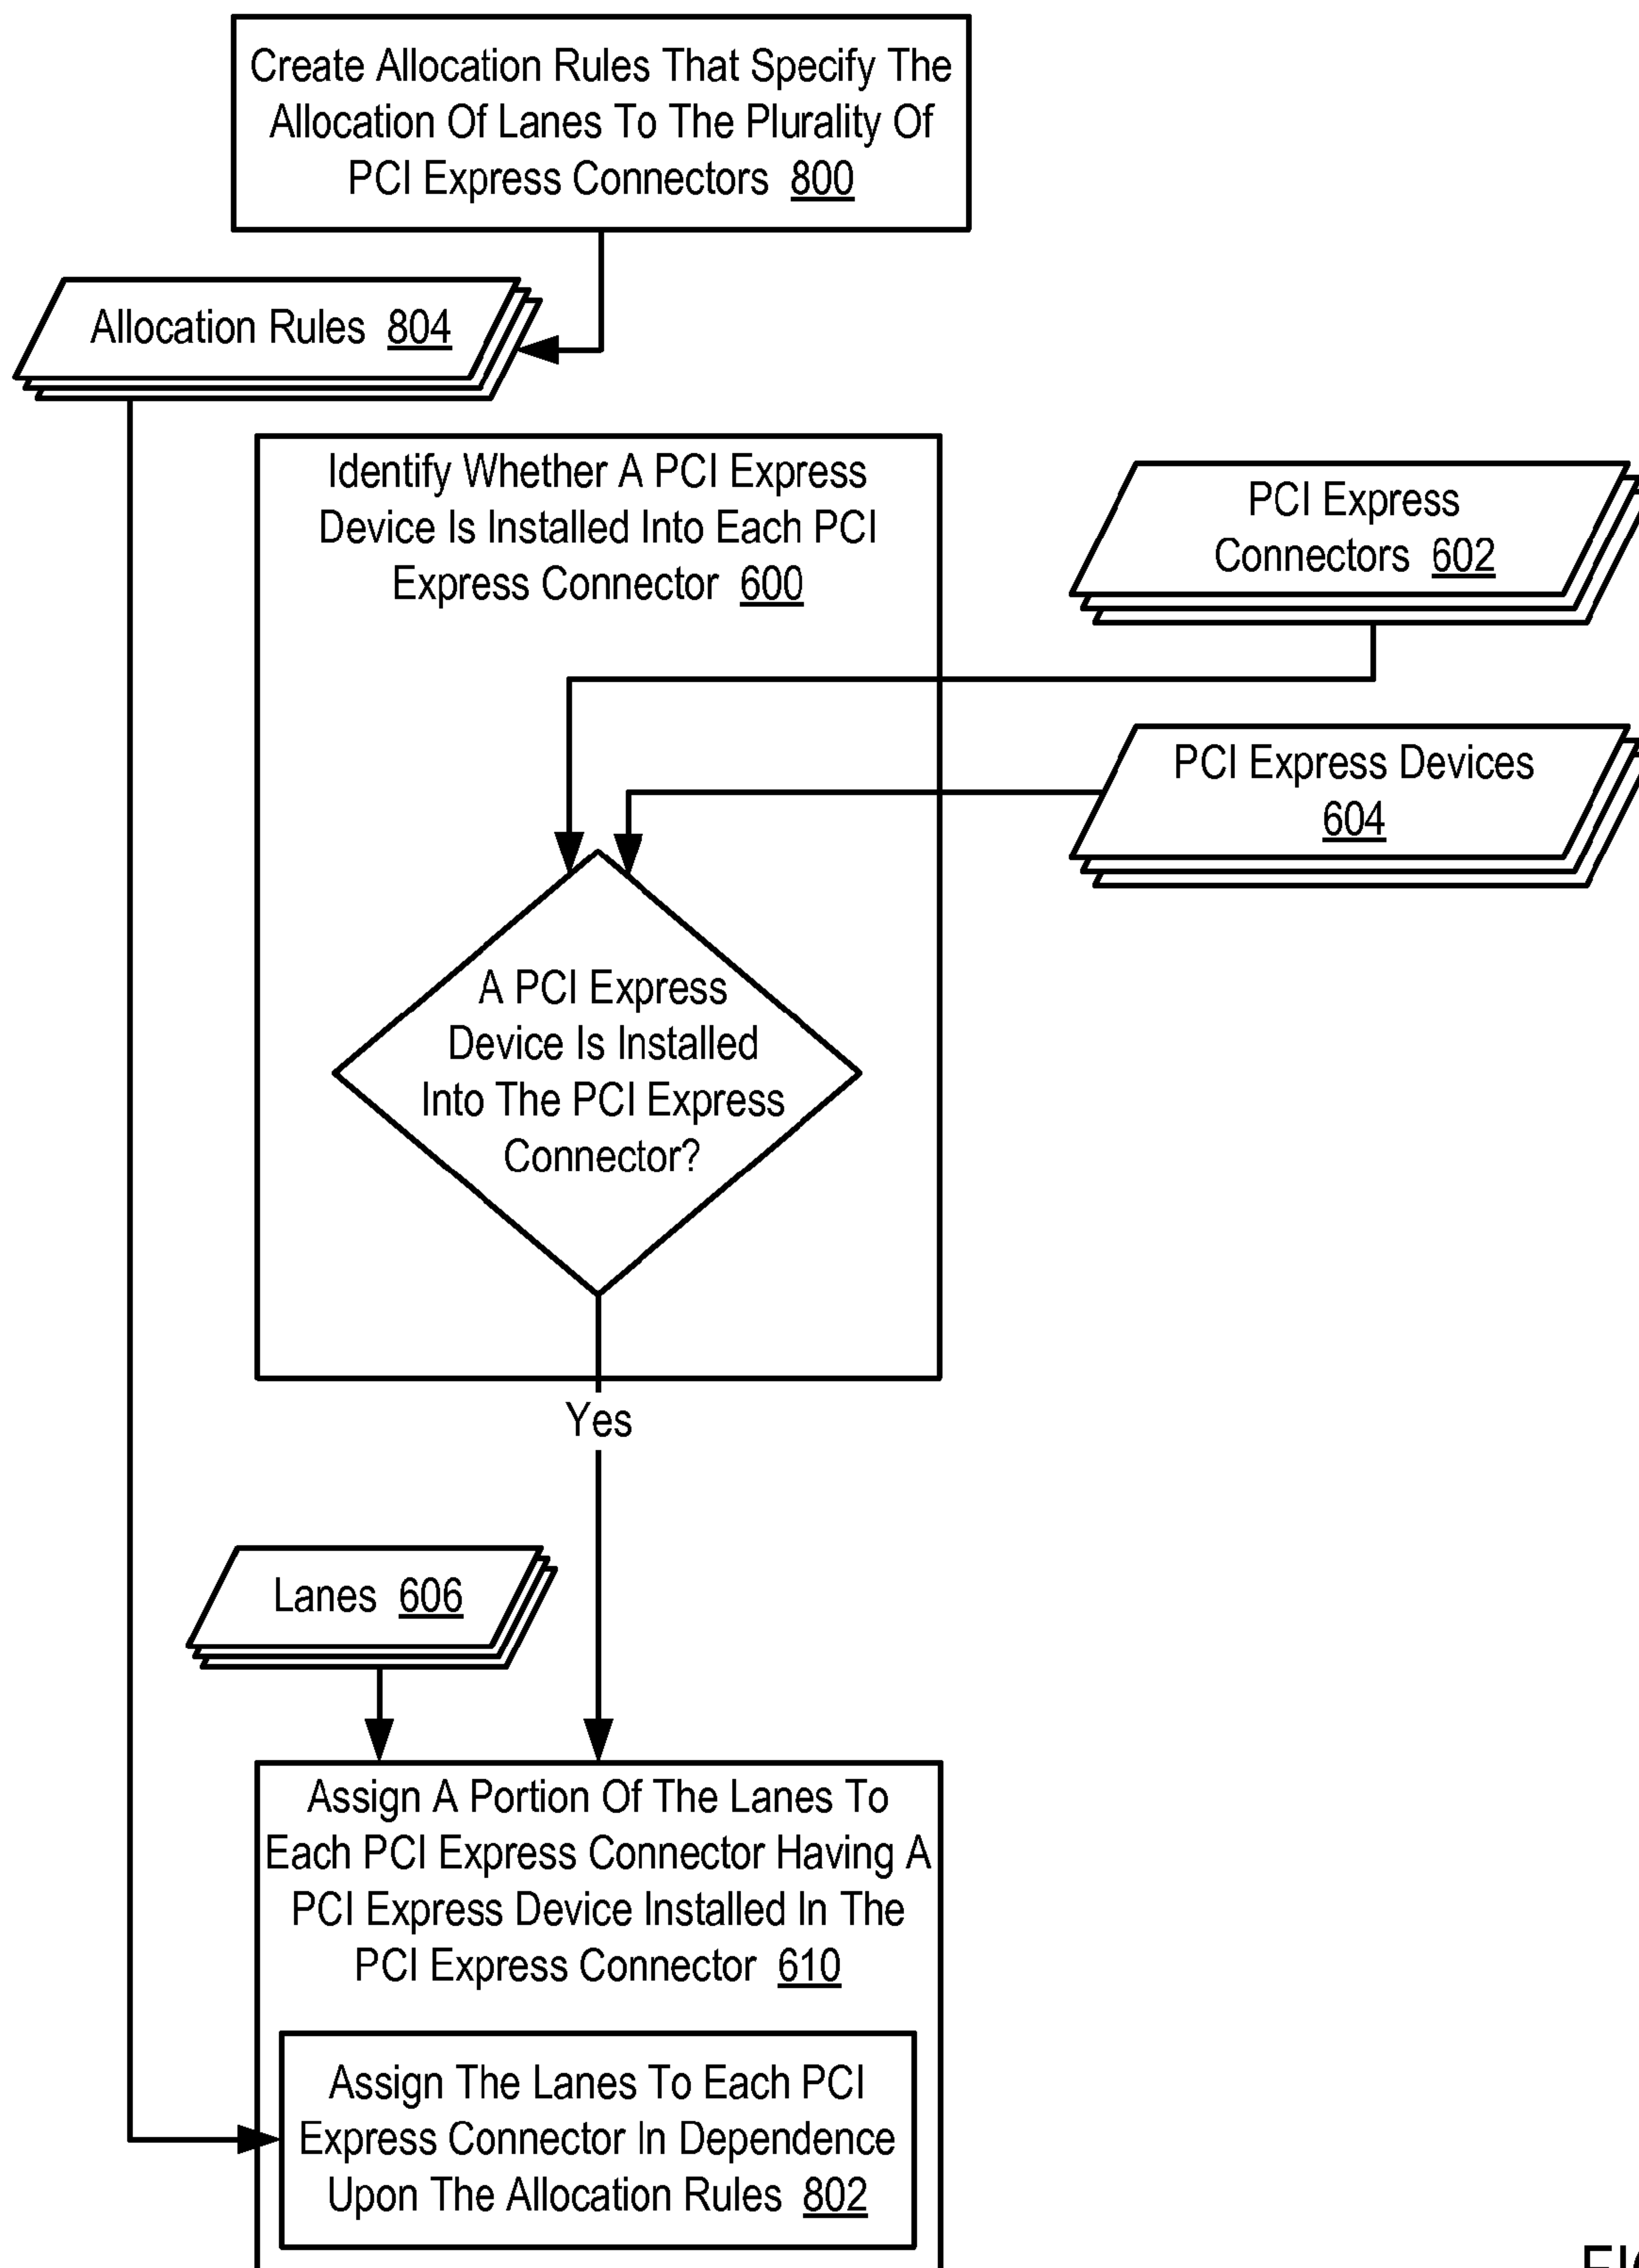 Create Allocation Rules That Specify The
Allocation Of Lanes To The Plurality Of
PCI Express Connectors 800
Allocation Rules 804
Identify Whether A PCI Express
Device Is Installed Into Each PCI
Express Connector 600
PCI Express
Connectors 602
PCI Express Devices
604
A PCI Express
Device Is Installed
Into The PCI Express
Connector?
Yes
Lanes 606
Assign A Portion Of The Lanes To
Each PCI Express Connector Having A
PCI Express Device Installed In The
PCI Express Connector 610
Assign The Lanes To Each PCI
Express Connector In Dependence
Upon The Allocation Rules 802